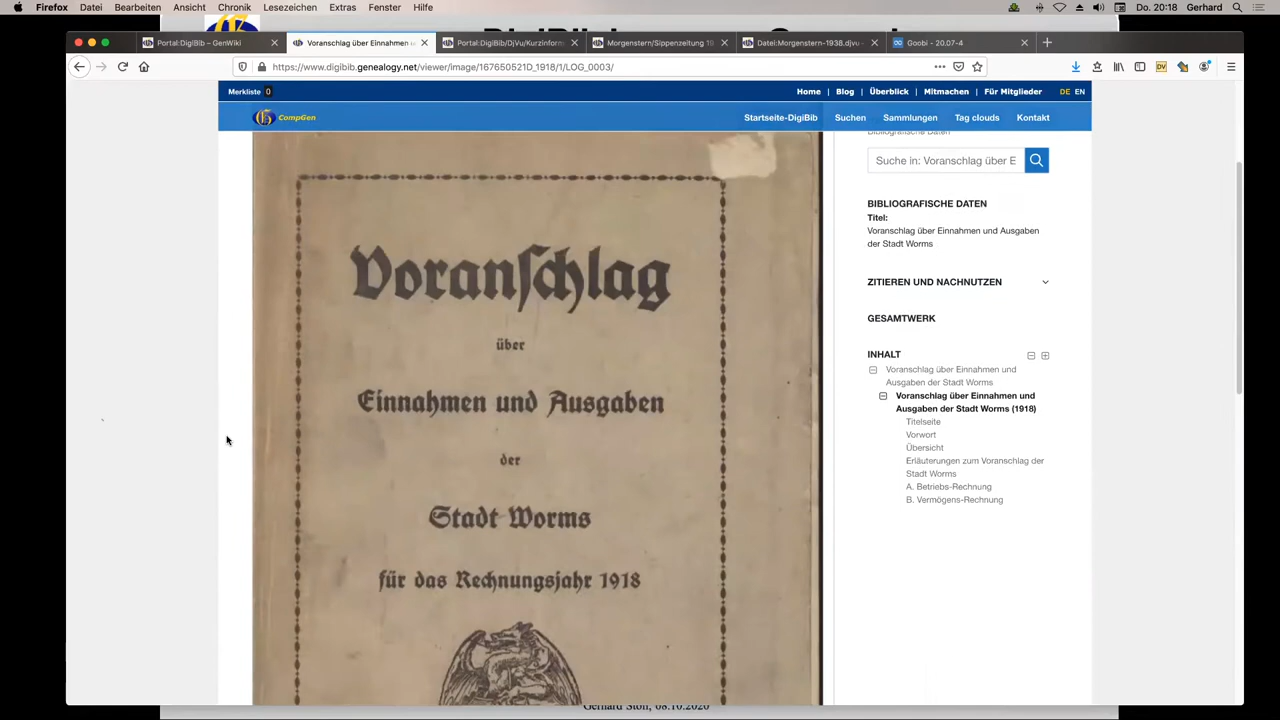 Firefox Datei Bearbeiten Ansicht Chronik Lesezeichen Extras Fenster Hilfe
Do. 20:18 Gerhard
Portal:DigiBib – GenWiki
Voranschlag über Einnahmen
Portal:DigiBib/DjVu/Kurzinform
Morgenstern/Sippenzeitung 19
Datei:Morgenstern-1938.djvu -
Goobi - 20.07-4
https://www.digibib.genealogy.net/viewer/image/167650521D_1918/1/LOG_0003/
Merkliste 0
Home | Blog | Überblick | Mitmachen | Für Mitglieder
DE EN
CompGen
Startseite-DigiBib Suchen Sammlungen Tag clouds Kontakt
Voranschlag
über
Einnahmen und Ausgaben
der
Stadt Worms
für das Rechnungsjahr 1918
Bibliografische Daten
Suche in: Voranschlag über E
BIBLIOGRAFISCHE DATEN
Titel:
Voranschlag über Einnahmen und Ausgaben
der Stadt Worms
ZITIEREN UND NACHNUTZEN
GESAMTWERK
INHALT
Voranschlag über Einnahmen und
Ausgaben der Stadt Worms
Voranschlag über Einnahmen und
Ausgaben der Stadt Worms (1918)
Titelseite
Vorwort
Übersicht
Erläuterungen zum Voranschlag der
Stadt Worms
A. Betriebs-Rechnung
B. Vermögens-Rechnung
Gerhard Stoll, 08.10.2020